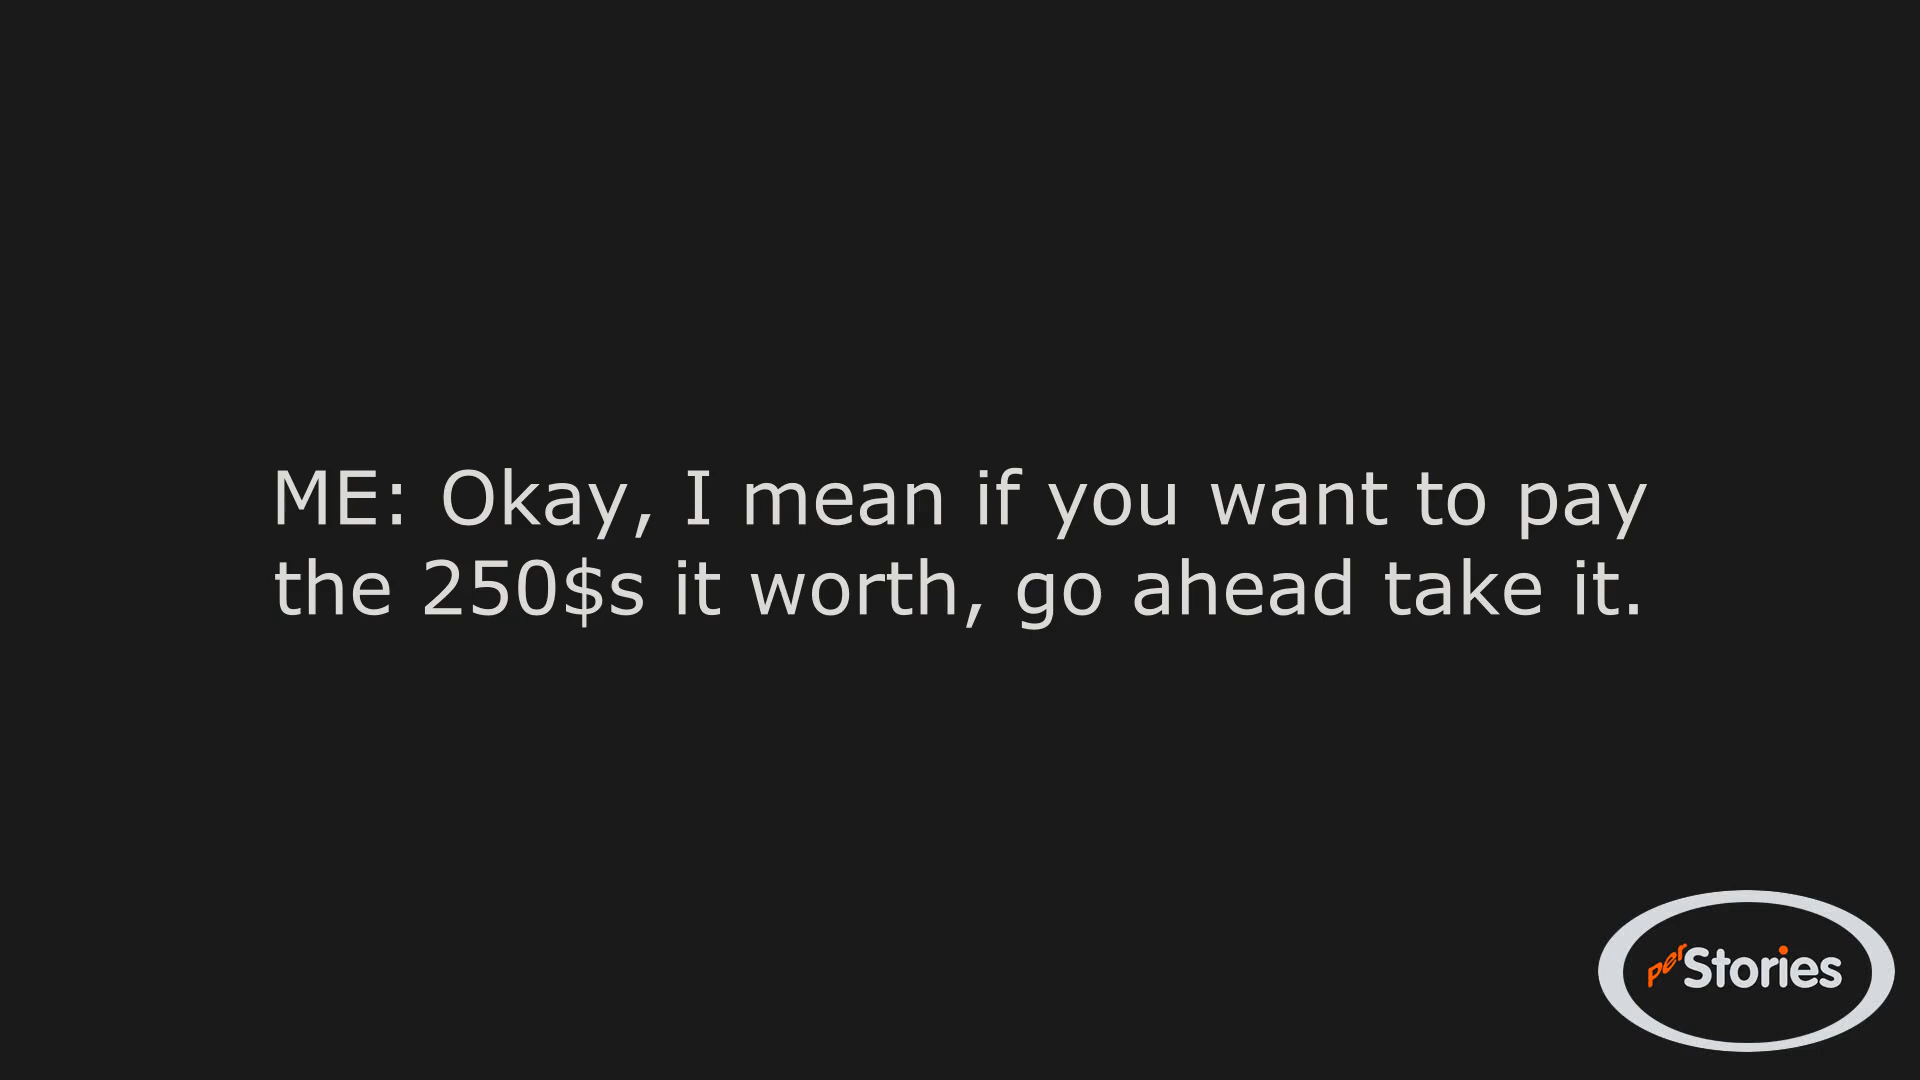 ME: Okay, I mean if you want to pay
the 250$s it worth, go ahead take it.
perStories